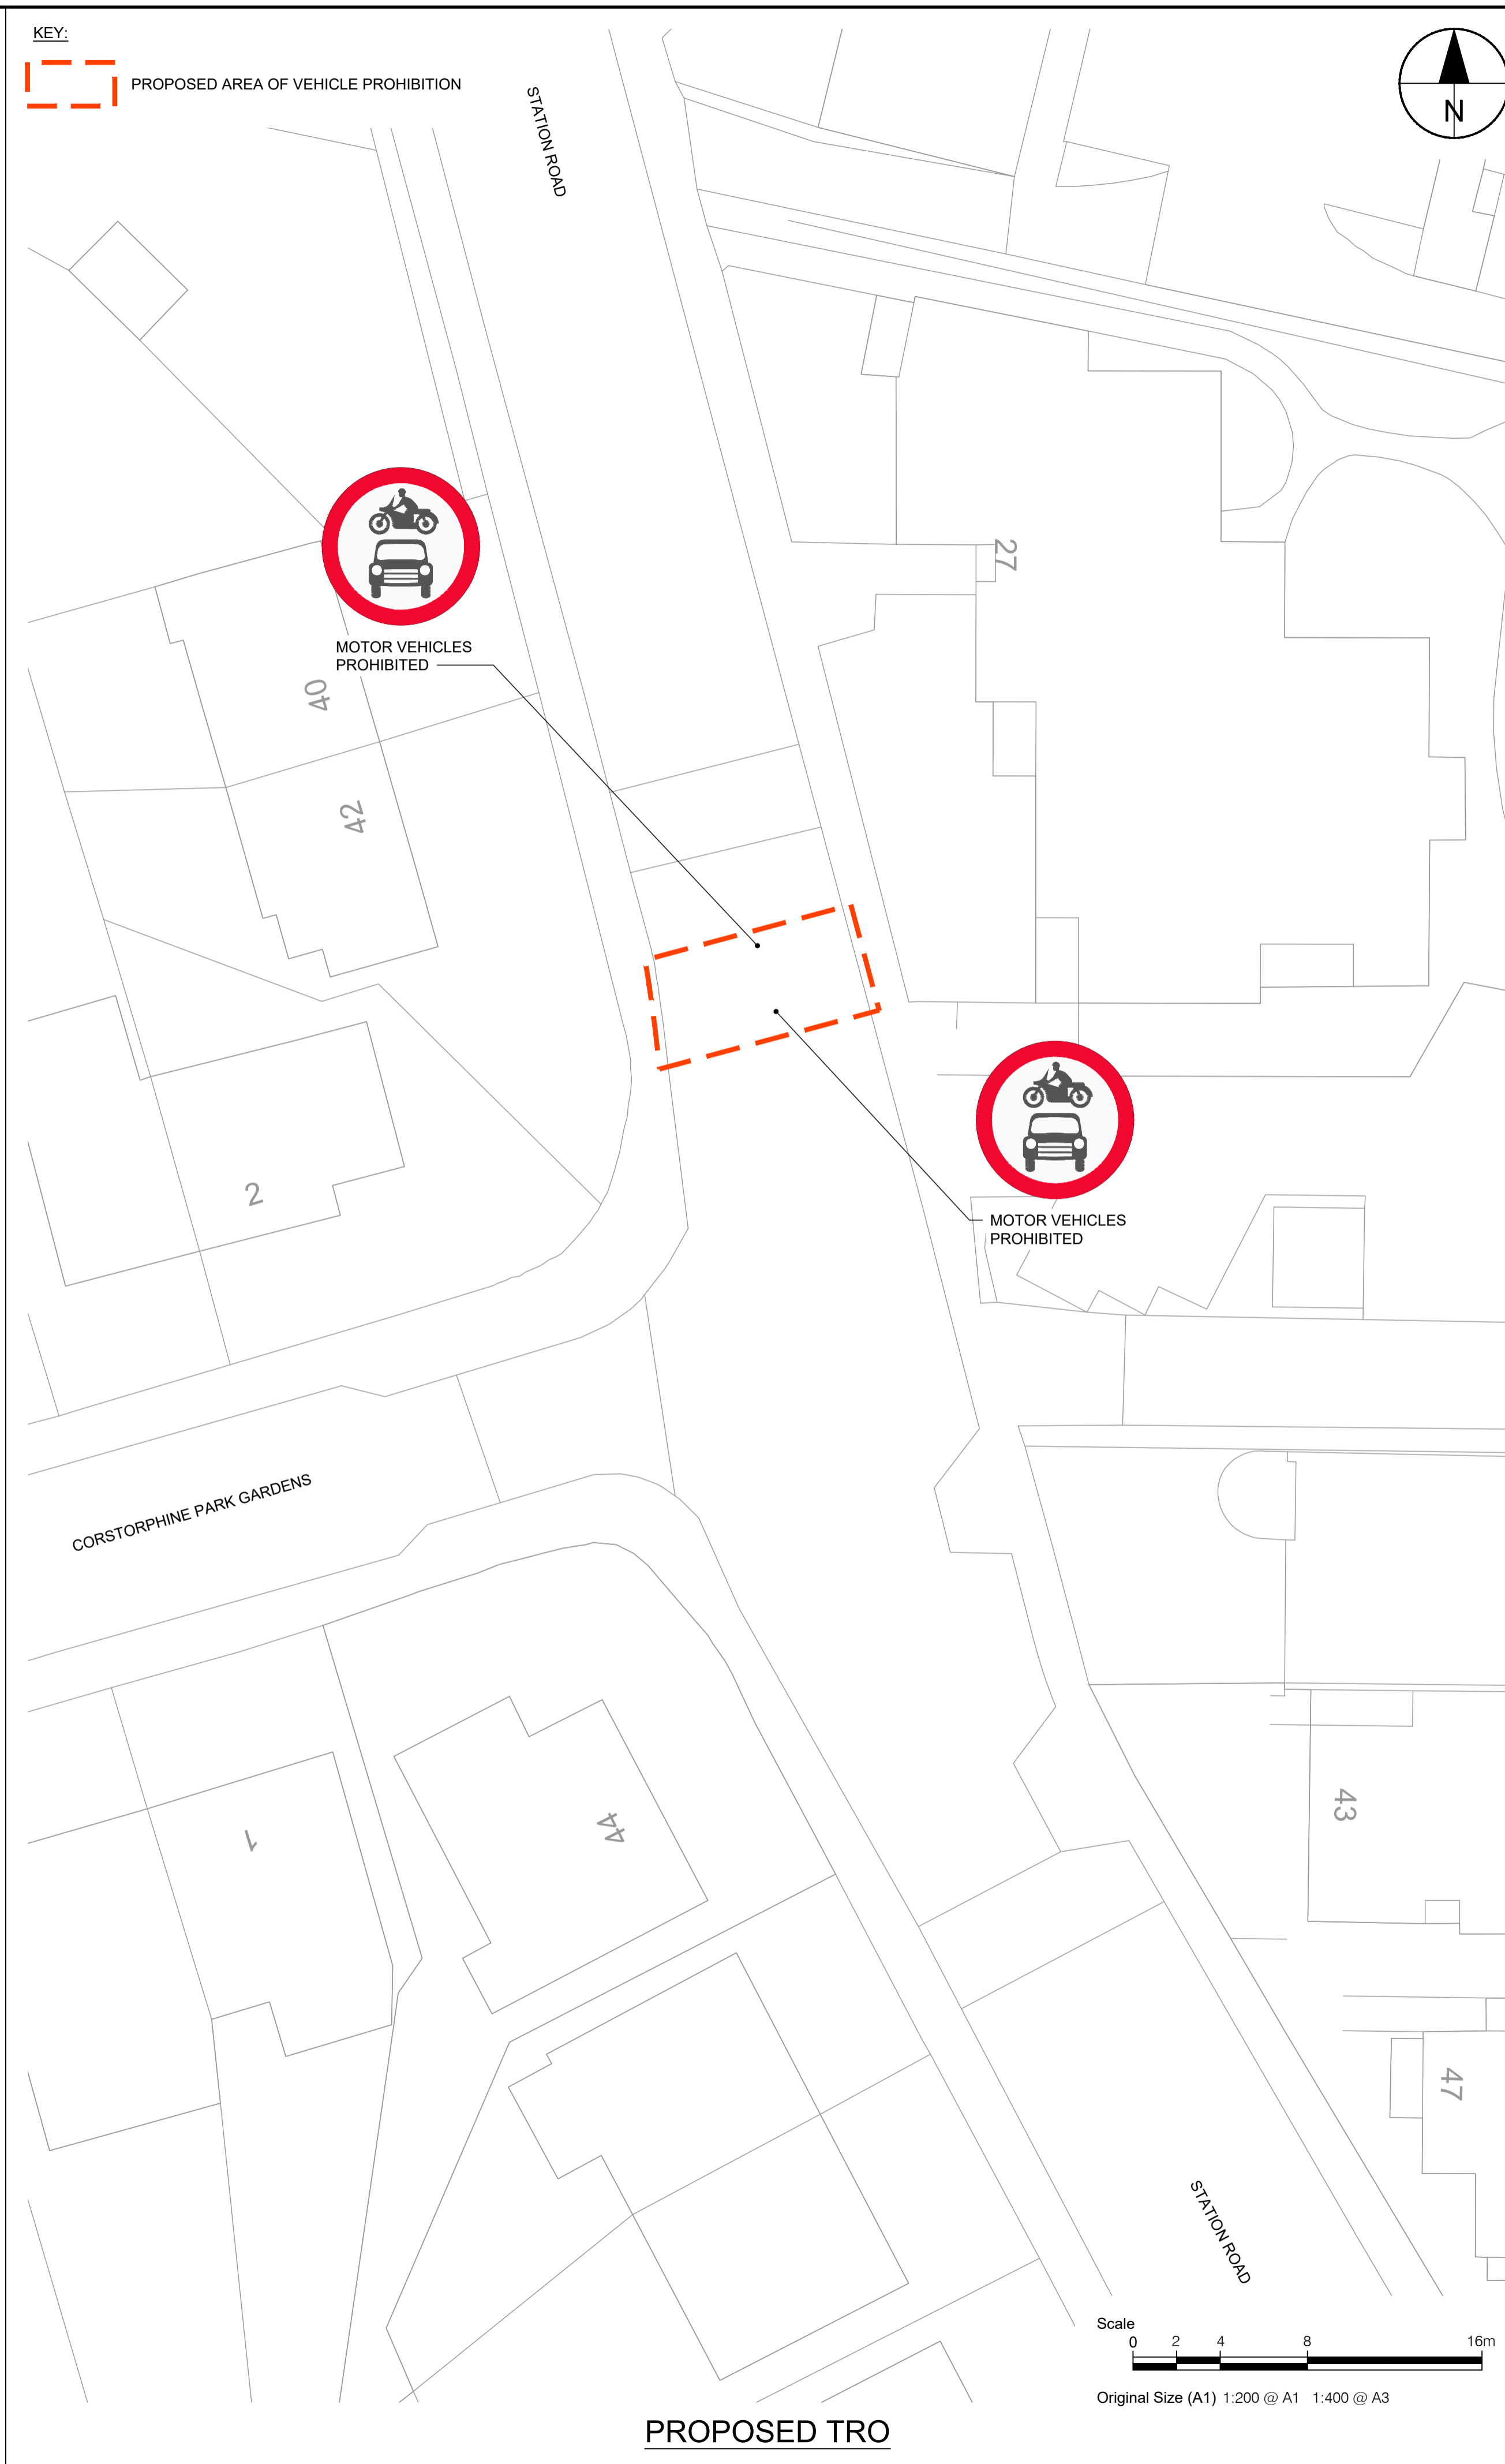 KEY:
PROPOSED AREA OF VEHICLE PROHIBITION
N
STATION ROAD
27
MOTOR VEHICLES
PROHIBITED
40
42
2
MOTOR VEHICLES
PROHIBITED
CORSTORPHINE PARK GARDENS
1
44
43
47
STATION ROAD
Scale
0 2 4 8 16m
Original Size (A1) 1:200 @ A1 1:400 @ A3
PROPOSED TRO